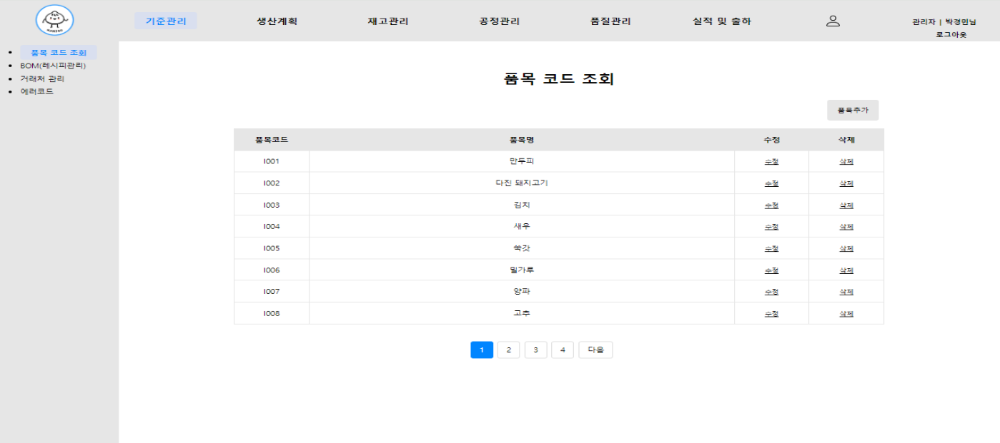 기준관리 생산계획 재고관리 공정관리 품질관리 실적 및 출하 관리자 | 박경민님
로그아웃
품목 코드 조회
BOM(레시피관리)
거래처 관리
에러코드
품목 코드 조회
품목추가
품목코드 품목명 수정 삭제
I001 만두피 수정 삭제
I002 다진 돼지고기 수정 삭제
I003 김치 수정 삭제
I004 새우 수정 삭제
I005 쑥갓 수정 삭제
I006 밀가루 수정 삭제
I007 양파 수정 삭제
I008 고추 수정 삭제
1 2 3 4 다음